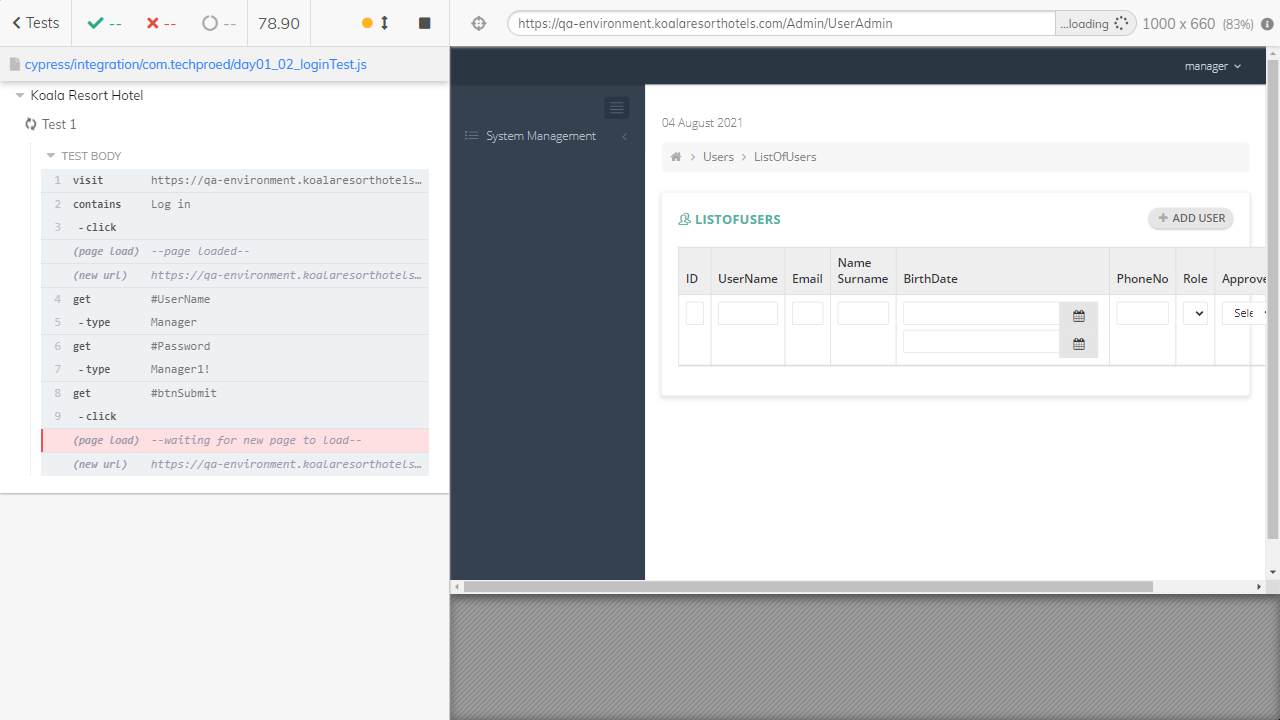 Tests
--
--
--
78.90
https://qa-environment.koalaresorthotels.com/Admin/UserAdmin
...loading
1000 x 660 (83%)
cypress/integration/com.techproed/day01_02_loginTest.js
Koala Resort Hotel
Test 1
TEST BODY
1 visit https://qa-environment.koalaresorthotels…
2 contains Log in
3 -click
(page load) --page loaded--
(new url) https://qa-environment.koalaresorthotels…
4 get #UserName
5 -type Manager
6 get #Password
7 -type Manager1!
8 get #btnSubmit
9 -click
(page load) --waiting for new page to load--
(new url) https://qa-environment.koalaresorthotels…
manager
System Management
04 August 2021
Users > ListOfUsers
LISTOFUSERS
+ ADD USER
ID UserName Email Name Surname BirthDate PhoneNo Role Approve
Sele